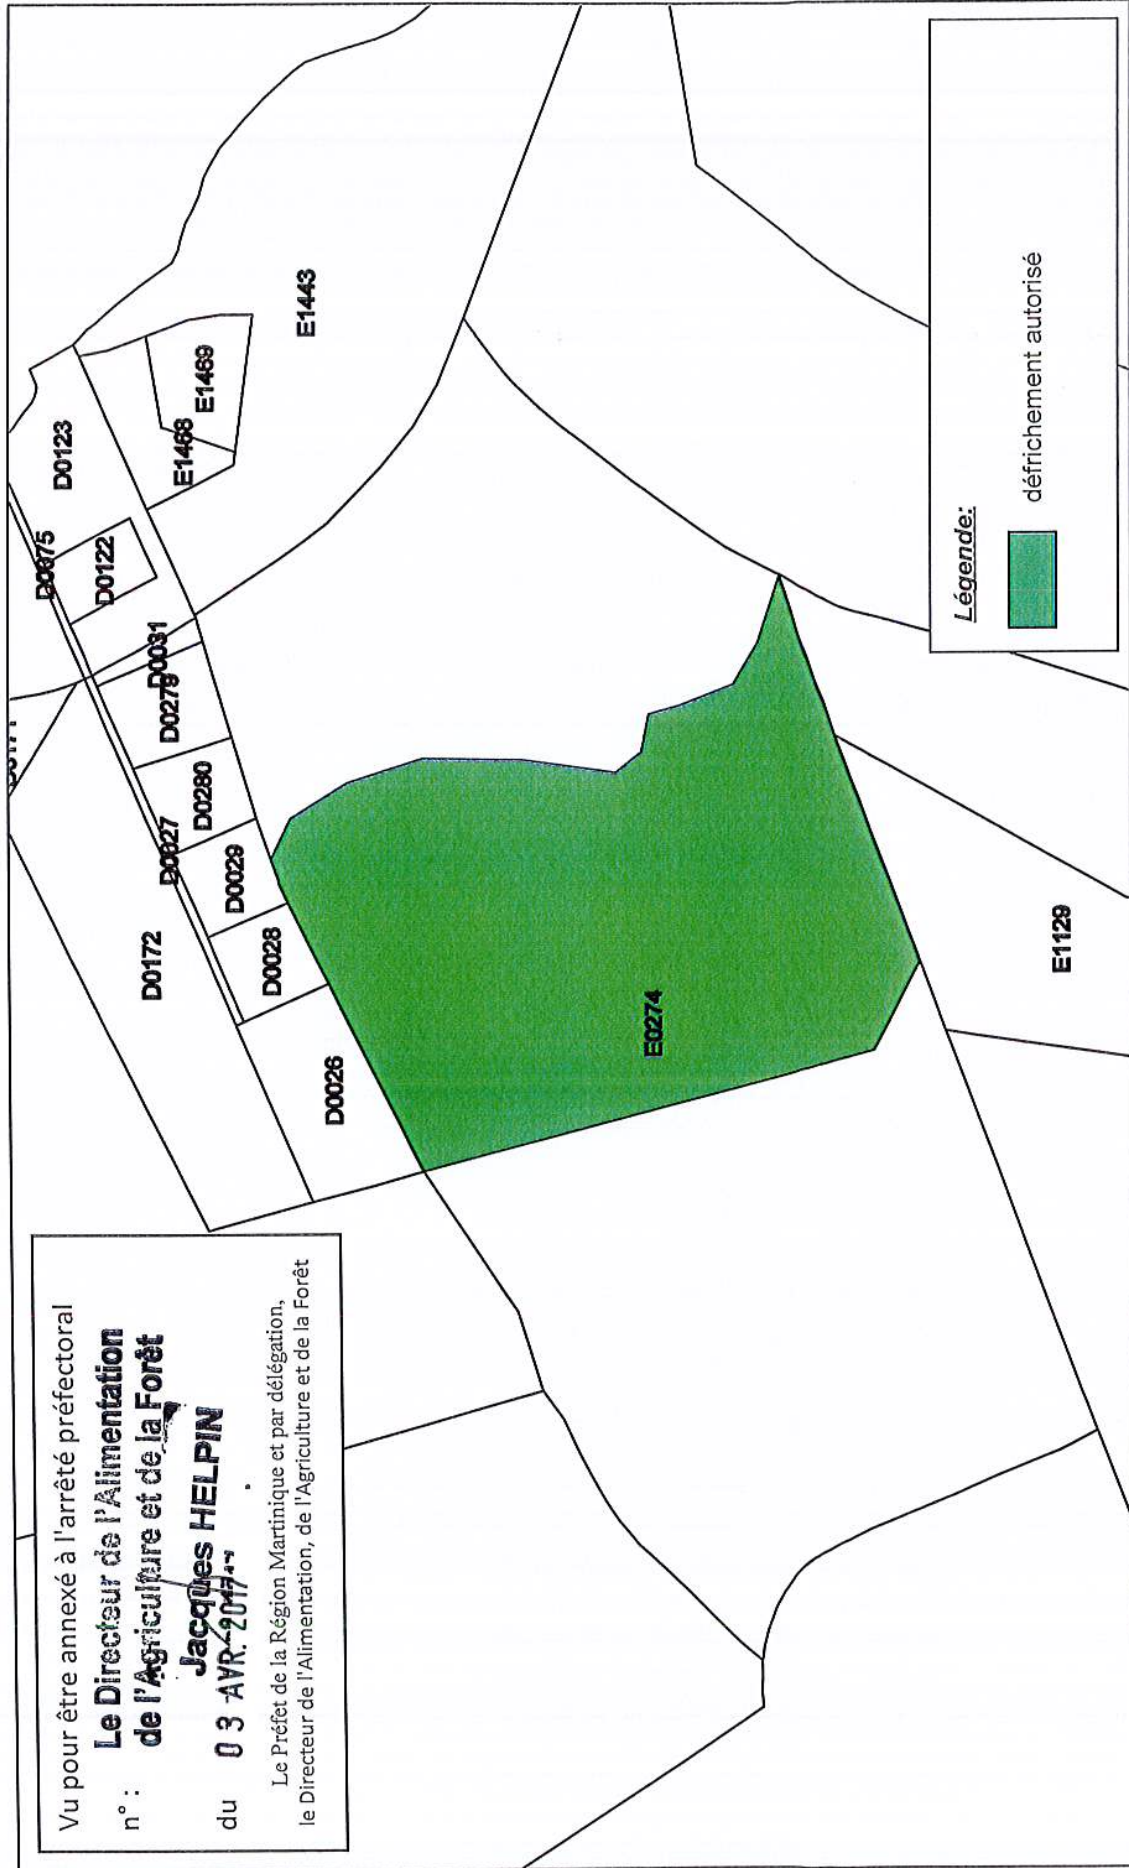 Vu pour être annexé à l'arrêté préfectoral
Le Directeur de l'Alimentation
n° :
de l'Agriculture et de la Forêt
Jacques HELPIN
du 03 AVR. 2017
Le Préfet de la Région Martinique et par délégation,
le Directeur de l'Alimentation, de l'Agriculture et de la Forêt
D0172
D0026
D0028
D0029
D0280
D0279
D0031
D0122
D0123
E1468
E1469
E1443
E0274
E1129
Légende:
défrichement autorisé